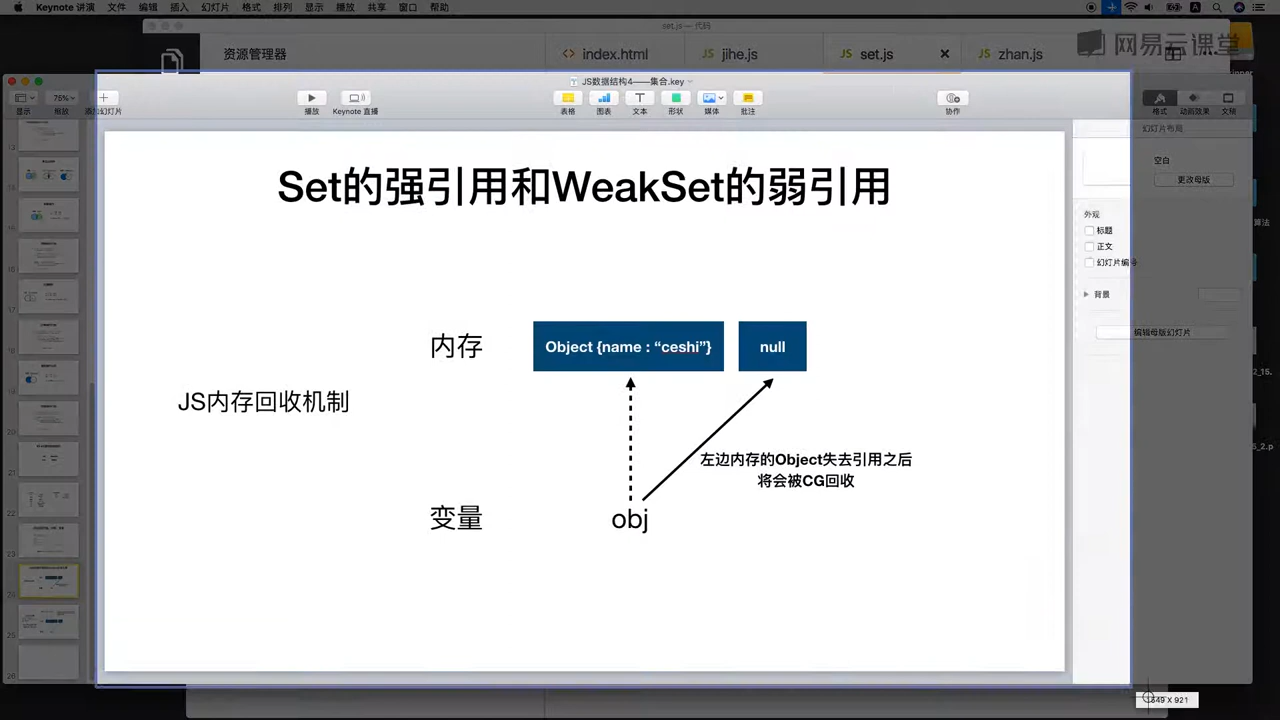 Keynote 讲演 文件 编辑 插入 幻灯片 格式 排列 显示 播放 共享 窗口 帮助
set.js — 代码
资源管理器
index.html
jihe.js
set.js
zhan.js
网易云课堂
JS数据结构4——集合.key
75%
显示
缩放
添加幻灯片
播放
Keynote 直播
表格
图表
文本
形状
媒体
批注
协作
格式
动画效果
文稿
幻灯片布局
空白
更改母版
外观
标题
正文
幻灯片编号
背景
编辑母版幻灯片
Set的强引用和WeakSet的弱引用
内存
Object {name : “ceshi”}
null
JS内存回收机制
左边内存的Object失去引用之后
将会被CG回收
变量
obj